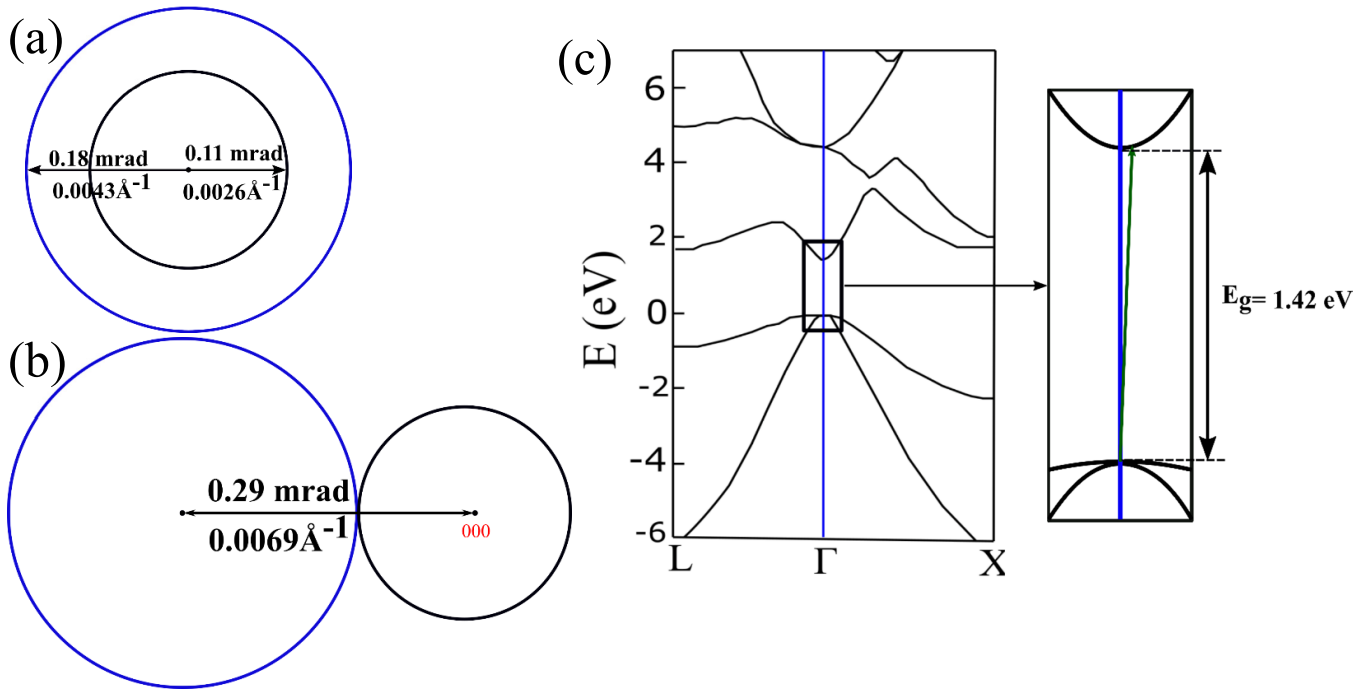 (a)
0.18 mrad
0.0043Å-1
0.11 mrad
0.0026Å-1
(b)
0.29 mrad
0.0069Å-1
000
(c)
E (eV)
6
4
2
0
-2
-4
-6
L
Γ
X
Eg= 1.42 eV